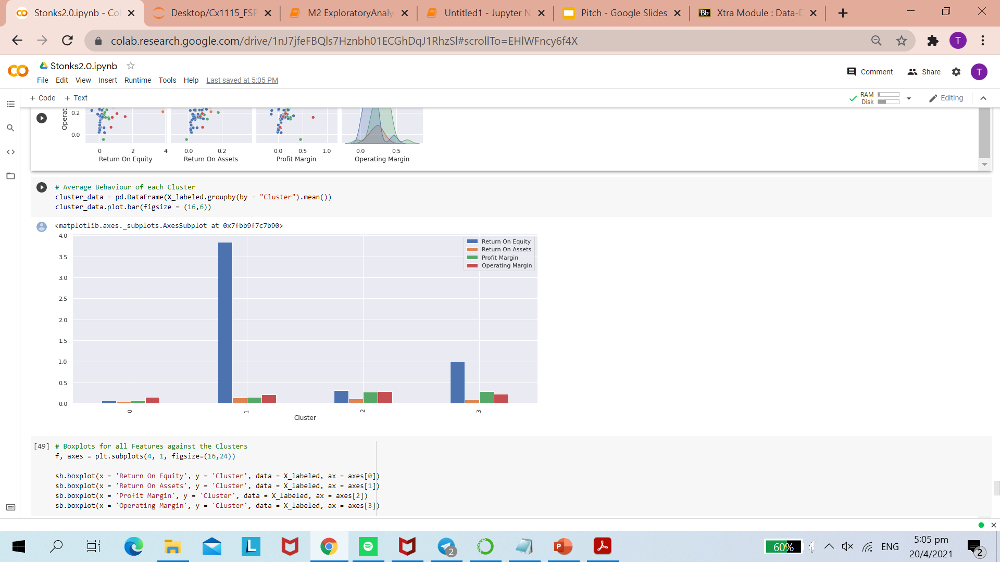 Stonks2.0.ipynb - Co
Desktop/Cx1115_FSP
M2 ExploratoryAnaly
Untitled1 - Jupyter N
Pitch - Google Slides
Bb Xtra Module : Data-D
colab.research.google.com/drive/1nJ7jfeFBQls7Hznbh01ECGhDqJ1RhzSl#scrollTo=EHlWFncy6f4X
T
Stonks2.0.ipynb
File Edit View Insert Runtime Tools Help Last saved at 5:05 PM
Comment Share T
+ Code + Text
RAM
Disk
Editing
Operat
0.2
0.0
0 2 4 0.0 0.2 0.0 0.5 1.0 0.0 0.5
Return On Equity Return On Assets Profit Margin Operating Margin
# Average Behaviour of each Cluster
cluster_data = pd.DataFrame(X_labeled.groupby(by = "Cluster").mean())
cluster_data.plot.bar(figsize = (16,6))
<matplotlib.axes._subplots.AxesSubplot at 0x7fbb9f7c7b90>
4.0
3.5
3.0
2.5
2.0
1.5
1.0
0.5
0.0
Return On Equity
Return On Assets
Profit Margin
Operating Margin
0 1 2 3
Cluster
[49] # Boxplots for all Features against the Clusters
f, axes = plt.subplots(4, 1, figsize=(16,24))
sb.boxplot(x = 'Return On Equity', y = 'Cluster', data = X_labeled, ax = axes[0])
sb.boxplot(x = 'Return On Assets', y = 'Cluster', data = X_labeled, ax = axes[1])
sb.boxplot(x = 'Profit Margin', y = 'Cluster', data = X_labeled, ax = axes[2])
sb.boxplot(x = 'Operating Margin', y = 'Cluster', data = X_labeled, ax = axes[3])
L
2
P
60%
ENG
5:05 pm
20/4/2021
2